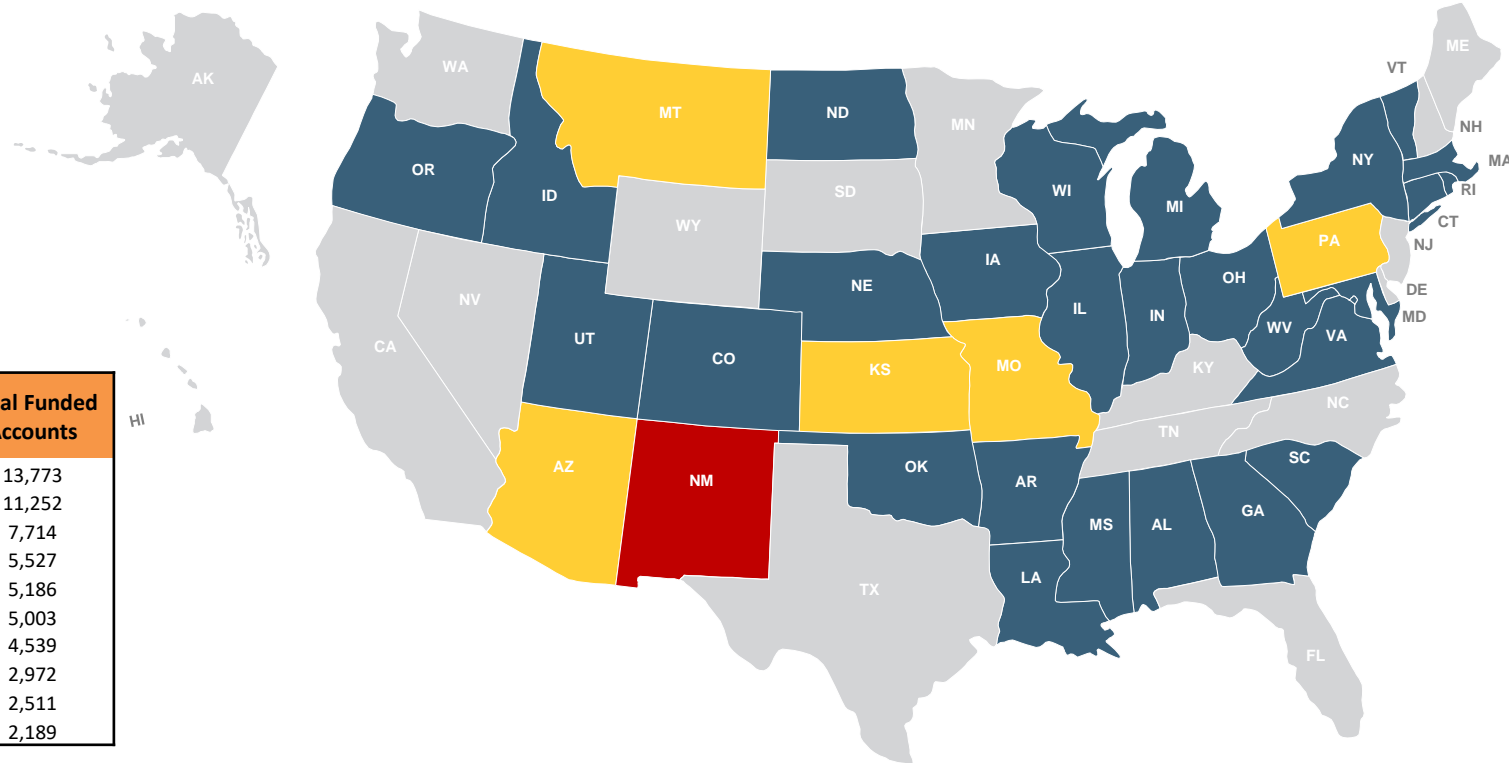 AK
WA
ME
VT
MT
ND
MN
NH
NY
MA
OR
ID
WI
MI
RI
SD
CT
WY
PA
NJ
IA
NE
OH
DE
NV
IL
IN
MD
WV
VA
UT
CO
CA
KS
MO
KY
NC
HI
TN
AZ
NM
OK
AR
SC
MS
AL
GA
LA
TX
FL
Funded
13,773
11,252
7,714
5,527
5,186
5,003
4,539
2,972
2,511
2,189